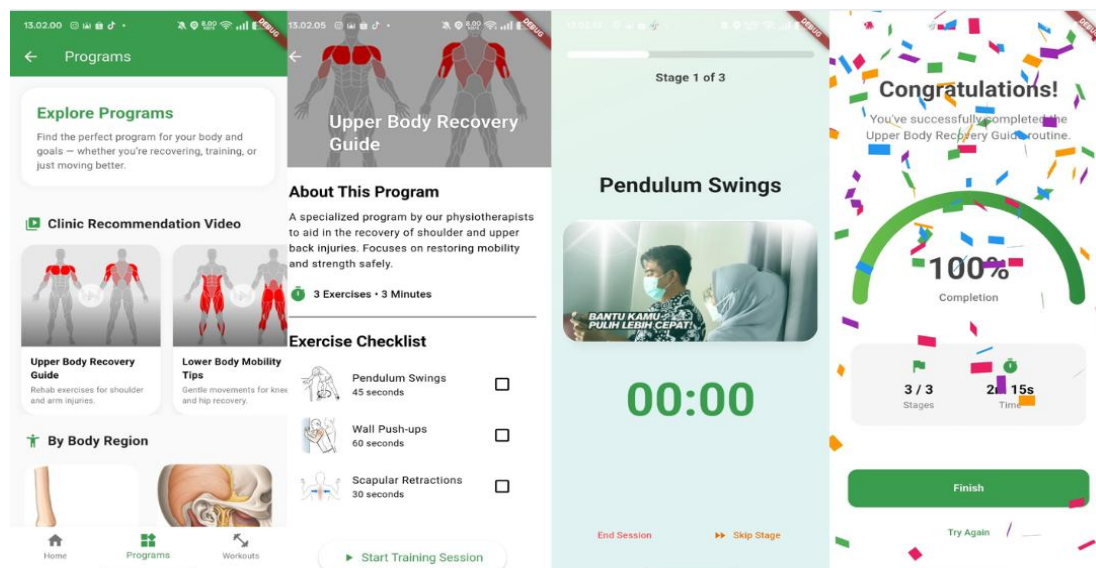 13.02.00
DEBUG
Programs
Explore Programs
Find the perfect program for your body and
goals — whether you're recovering, training, or
just moving better.
Clinic Recommendation Video
Upper Body Recovery
Guide
Rehab exercises for shoulder
and arm injuries.
Lower Body Mobility
Tips
Gentle movements for knee
and hip recovery.
By Body Region
Home
Programs
Workouts
13.02.05
DEBUG
Upper Body Recovery
Guide
About This Program
A specialized program by our physiotherapists
to aid in the recovery of shoulder and upper
back injuries. Focuses on restoring mobility
and strength safely.
3 Exercises • 3 Minutes
Exercise Checklist
Pendulum Swings
45 seconds
Wall Push-ups
60 seconds
Scapular Retractions
30 seconds
Start Training Session
DEBUG
Stage 1 of 3
Pendulum Swings
BANTU KAMU
PULIH LEBIH CEPAT!
00:00
End Session
Skip Stage
DEBUG
Congratulations!
You've successfully completed the
Upper Body Recovery Guide routine.
100%
Completion
3 / 3
Stages
15s
Time
Finish
Try Again